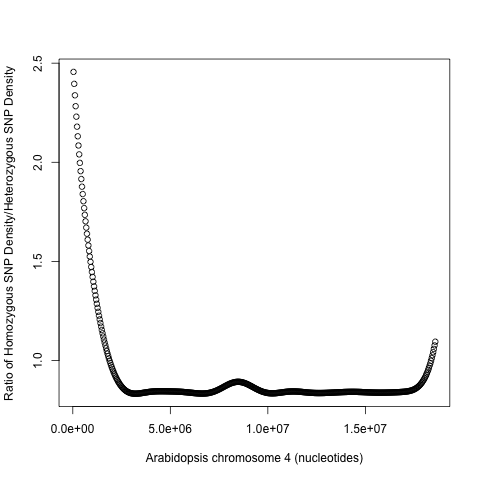 Ratio of Homozygous SNP Density/Heterozygous SNP Density
2.5
2.0
1.5
1.0
0.0e+00 5.0e+06 1.0e+07 1.5e+07
Arabidopsis chromosome 4 (nucleotides)